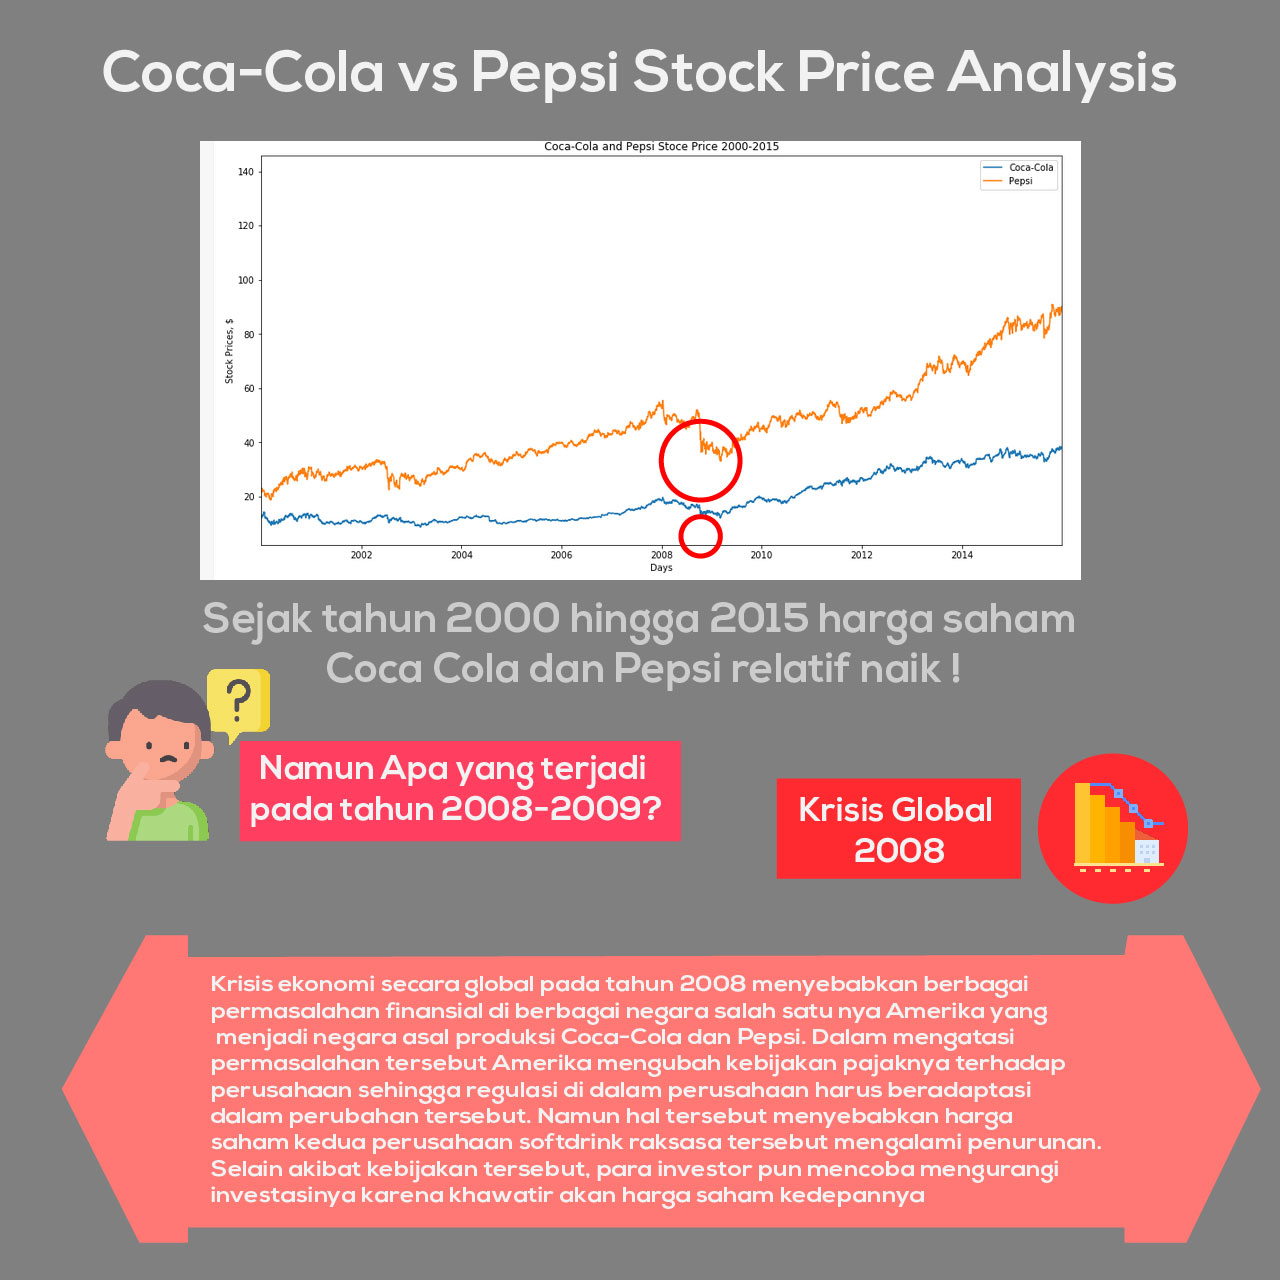 Coca-Cola vs Pepsi Stock Price Analysis
Coca-Cola and Pepsi Stoce Price 2000-2015
Coca-Cola
Pepsi
140
120
100
80
60
40
20
Stock Prices, $
2002 2004 2006 2008 2010 2012 2014
Days
Sejak tahun 2000 hingga 2015 harga saham
Coca Cola dan Pepsi relatif naik !
?
Namun Apa yang terjadi
pada tahun 2008-2009?
Krisis Global
2008
Krisis ekonomi secara global pada tahun 2008 menyebabkan berbagai
permasalahan finansial di berbagai negara salah satu nya Amerika yang
menjadi negara asal produksi Coca-Cola dan Pepsi. Dalam mengatasi
permasalahan tersebut Amerika mengubah kebijakan pajaknya terhadap
perusahaan sehingga regulasi di dalam perusahaan harus beradaptasi
dalam perubahan tersebut. Namun hal tersebut menyebabkan harga
saham kedua perusahaan softdrink raksasa tersebut mengalami penurunan.
Selain akibat kebijakan tersebut, para investor pun mencoba mengurangi
investasinya karena khawatir akan harga saham kedepannya